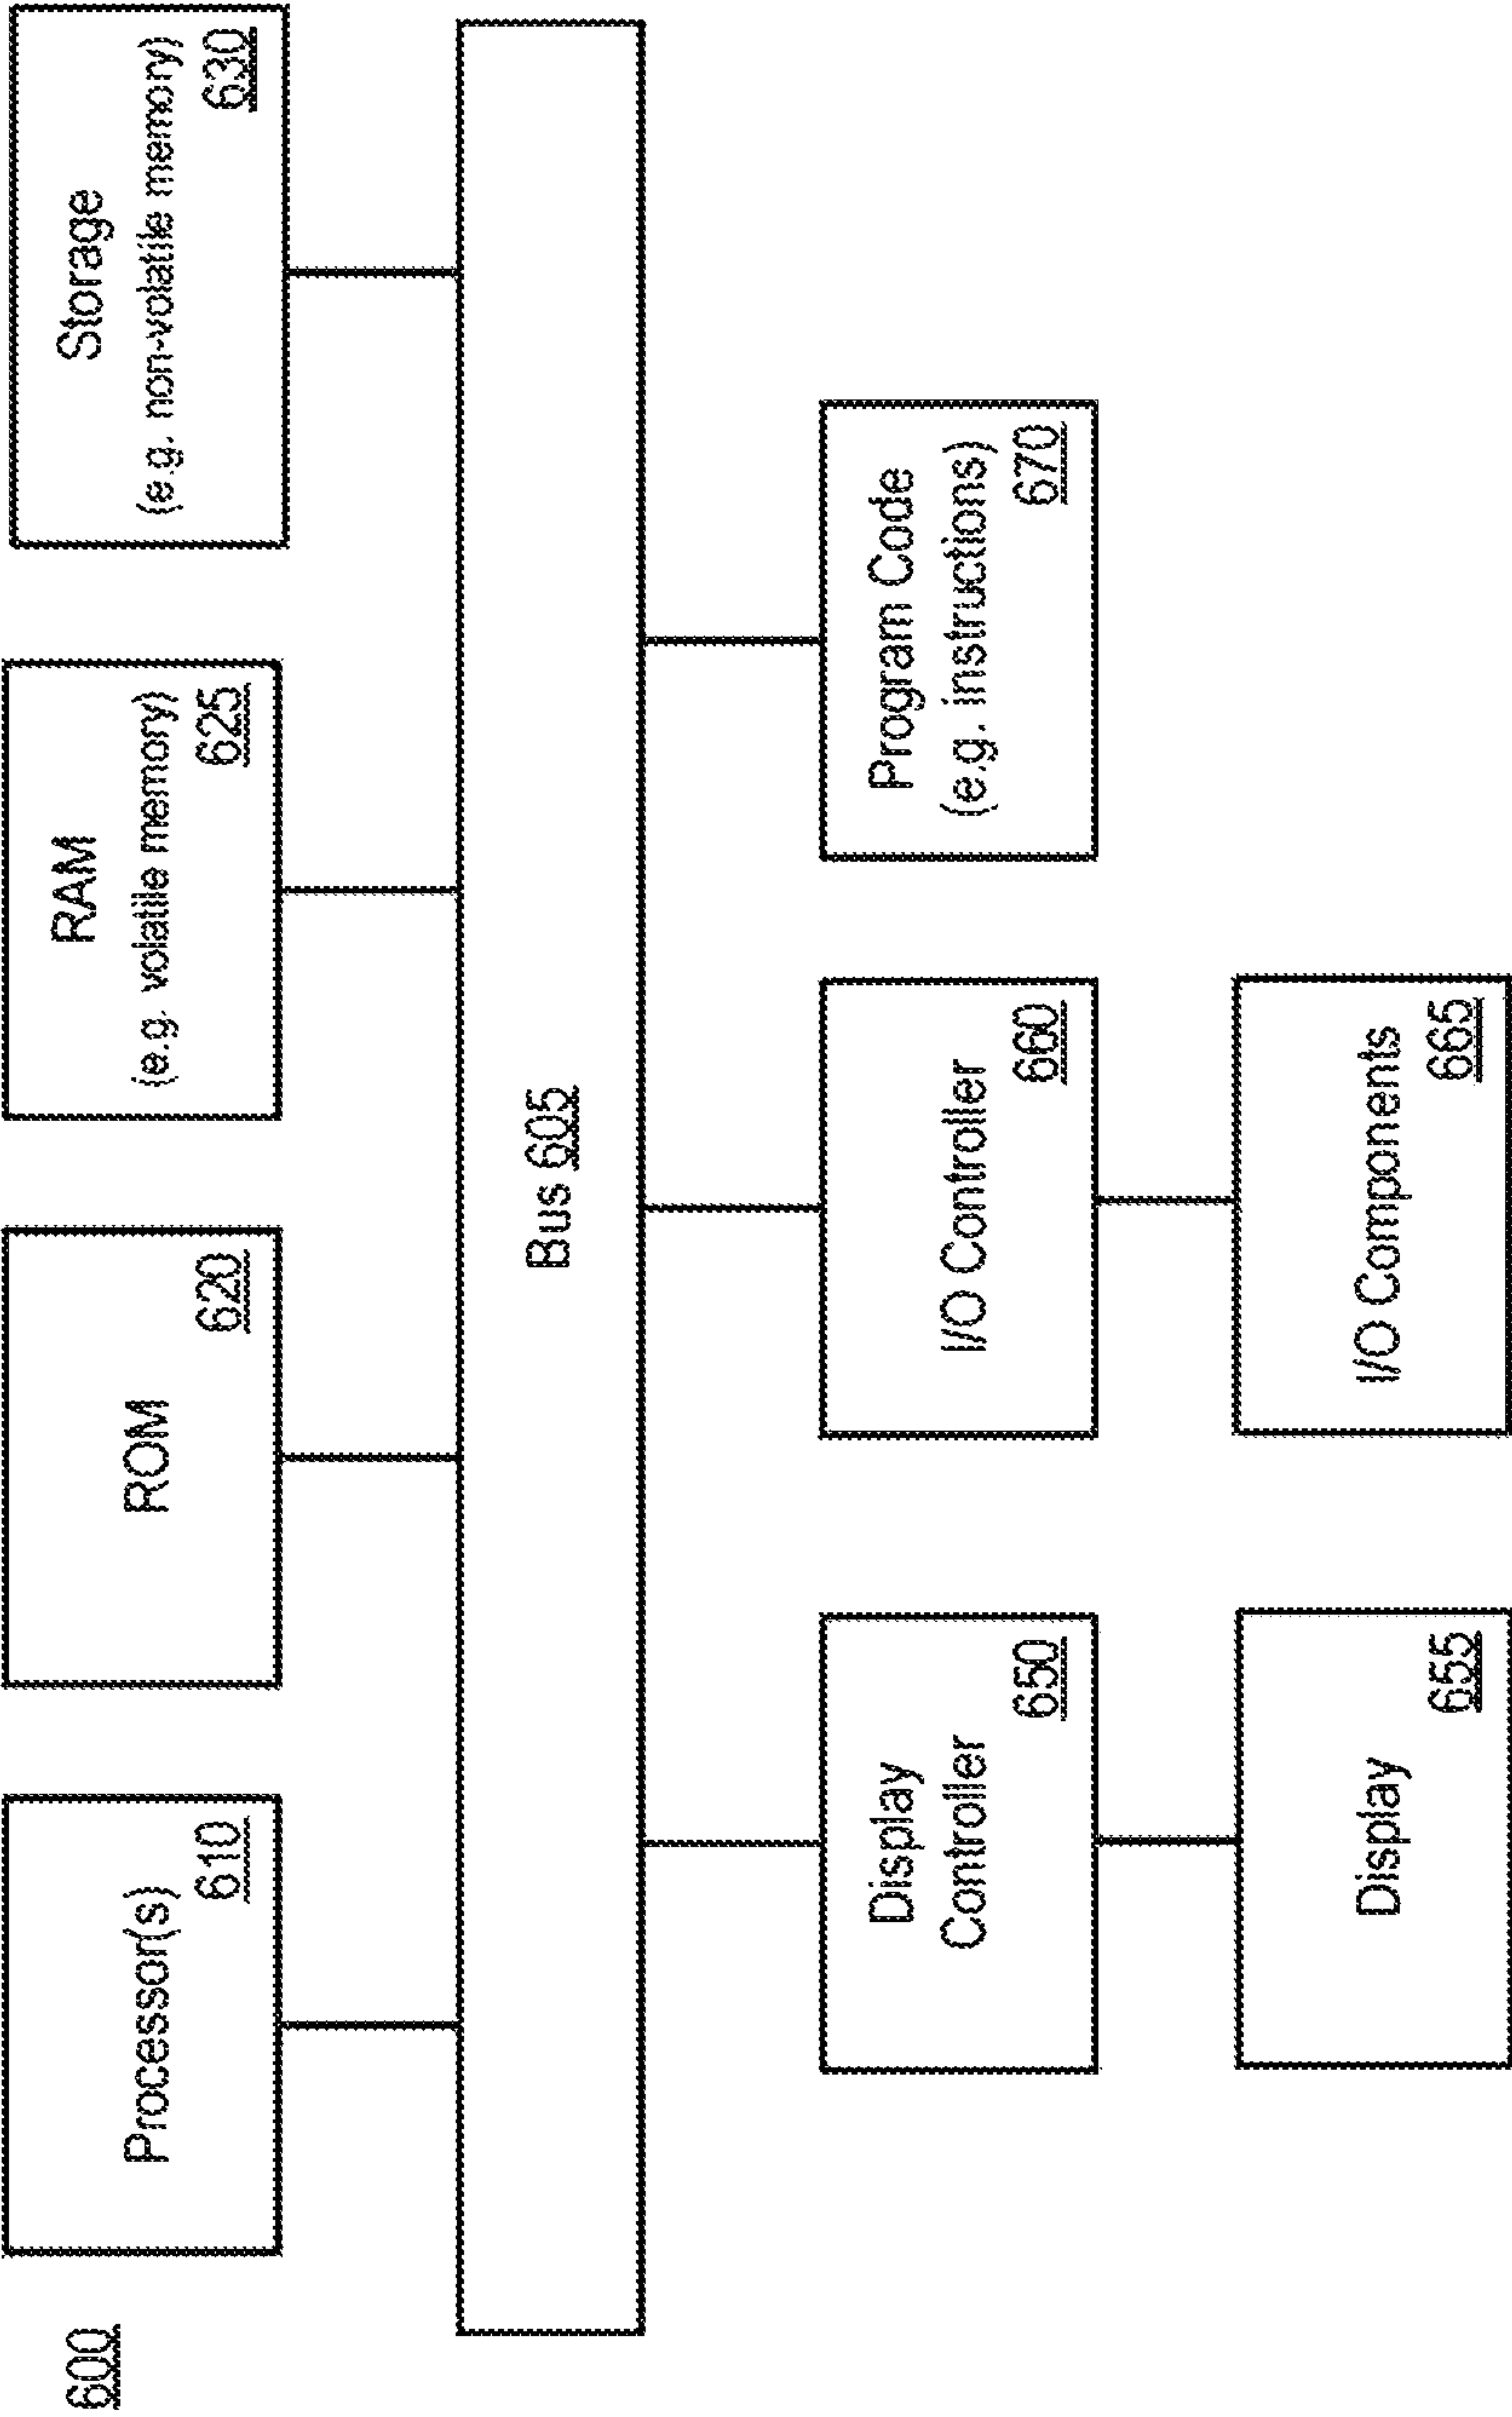 600
Processor(s)
610
ROM
620
RAM
(e.g. volatile memory)
625
Storage
(e.g. non-volatile memory)
630
Bus 605
Display
Controller
650
I/O Controller
660
Program Code
(e.g. instructions)
670
Display
655
I/O Components
665